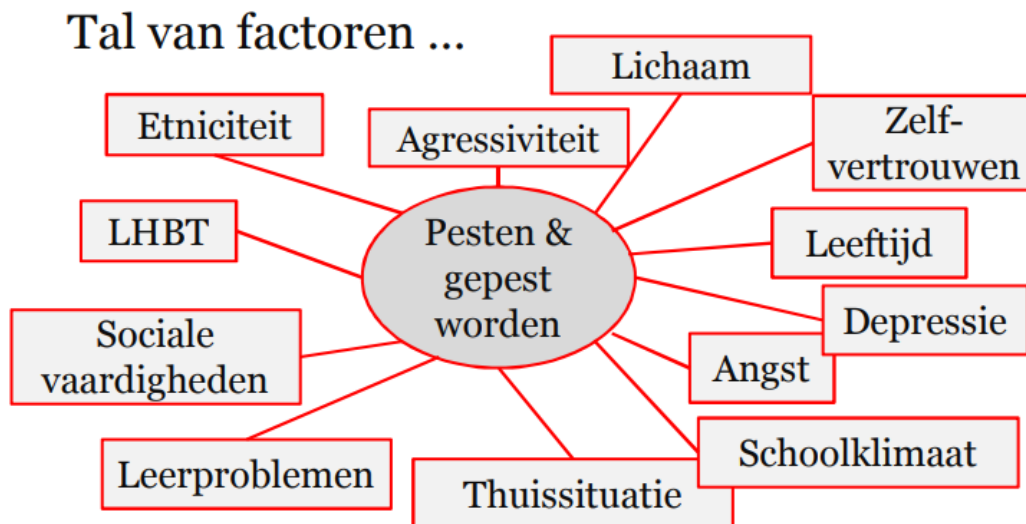 Tal van factoren ...
Lichaam
Etniciteit
Agressiviteit
Zelf-
vertrouwen
LHBT
Pesten &
gepest
worden
Leeftijd
Depressie
Sociale
vaardigheden
Angst
Schoolklimaat
Leerproblemen
Thuissituatie